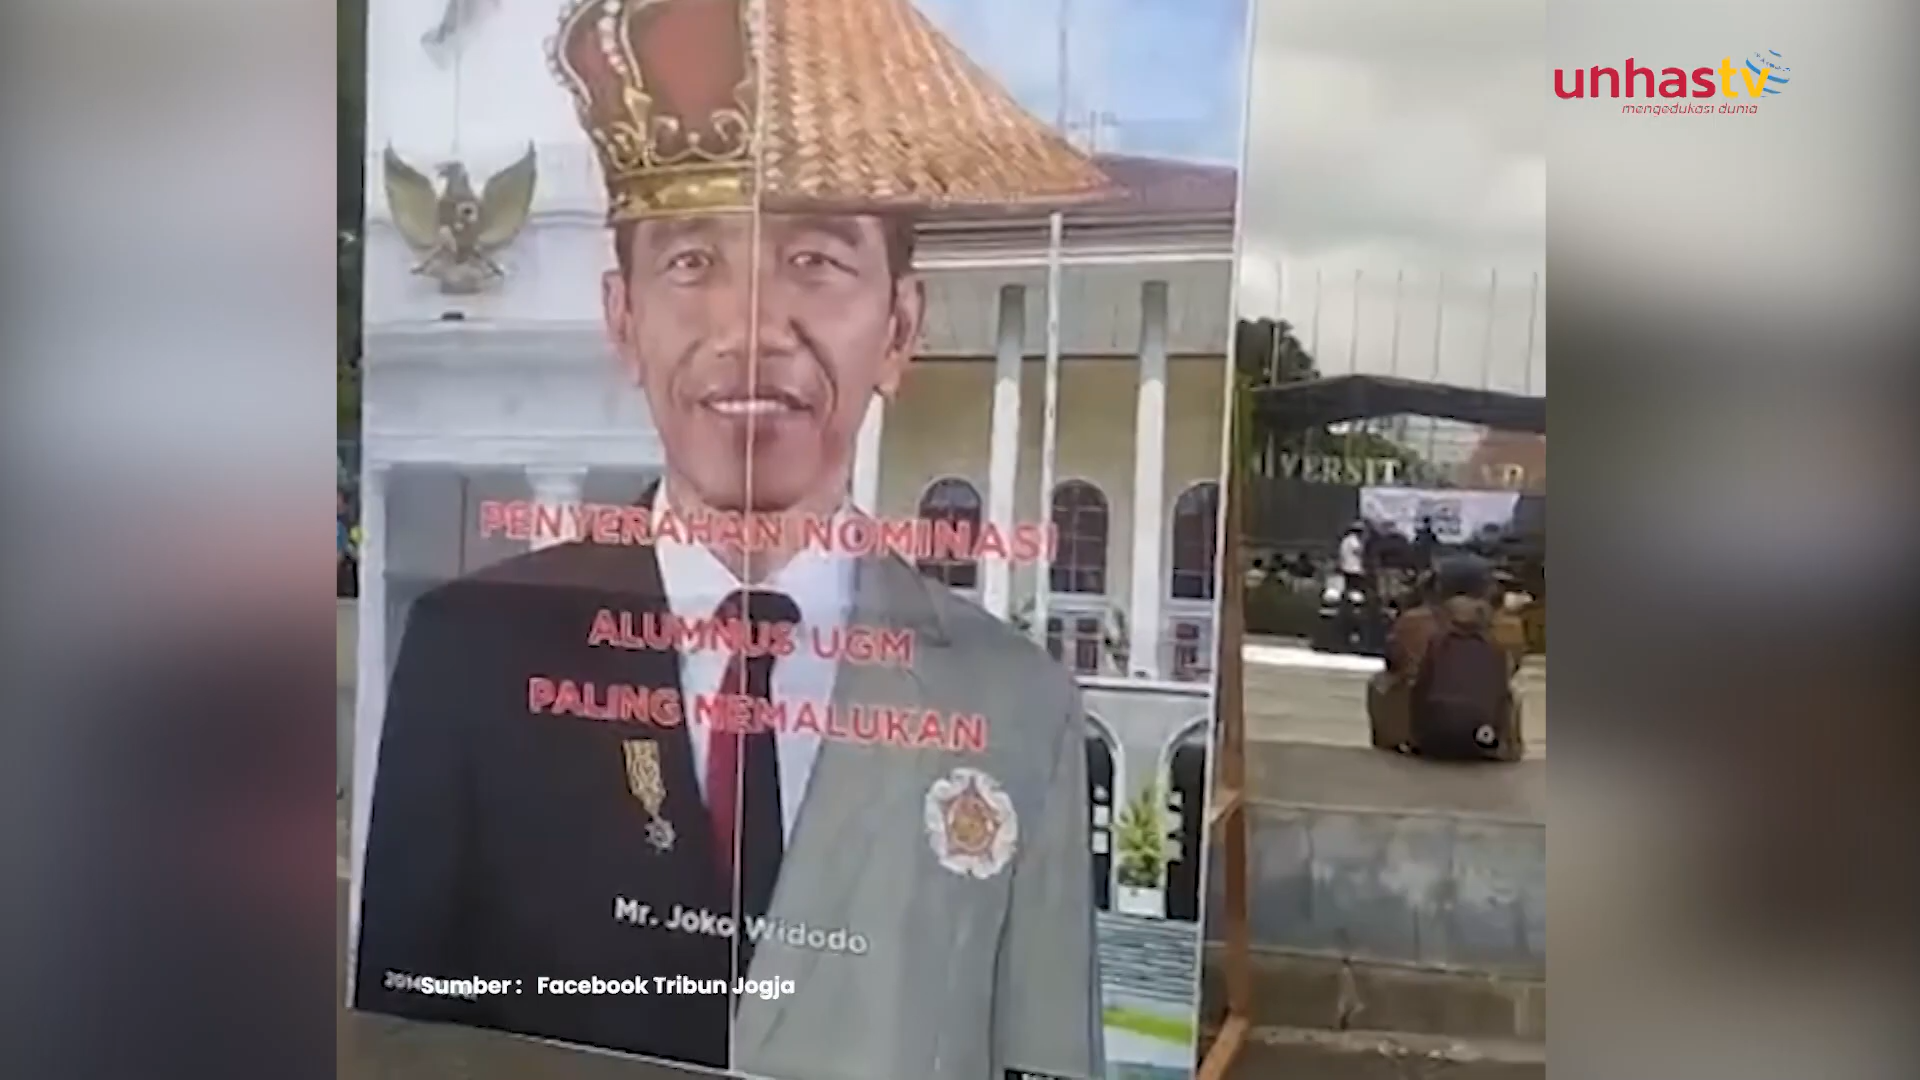 unhastv
mengedukasi dunia
PENYERAHAN NOMINASI
ALUMNUS UGM
PALING MEMALUKAN
Mr. Joko Widodo
Sumber : Facebook Tribun Jogja